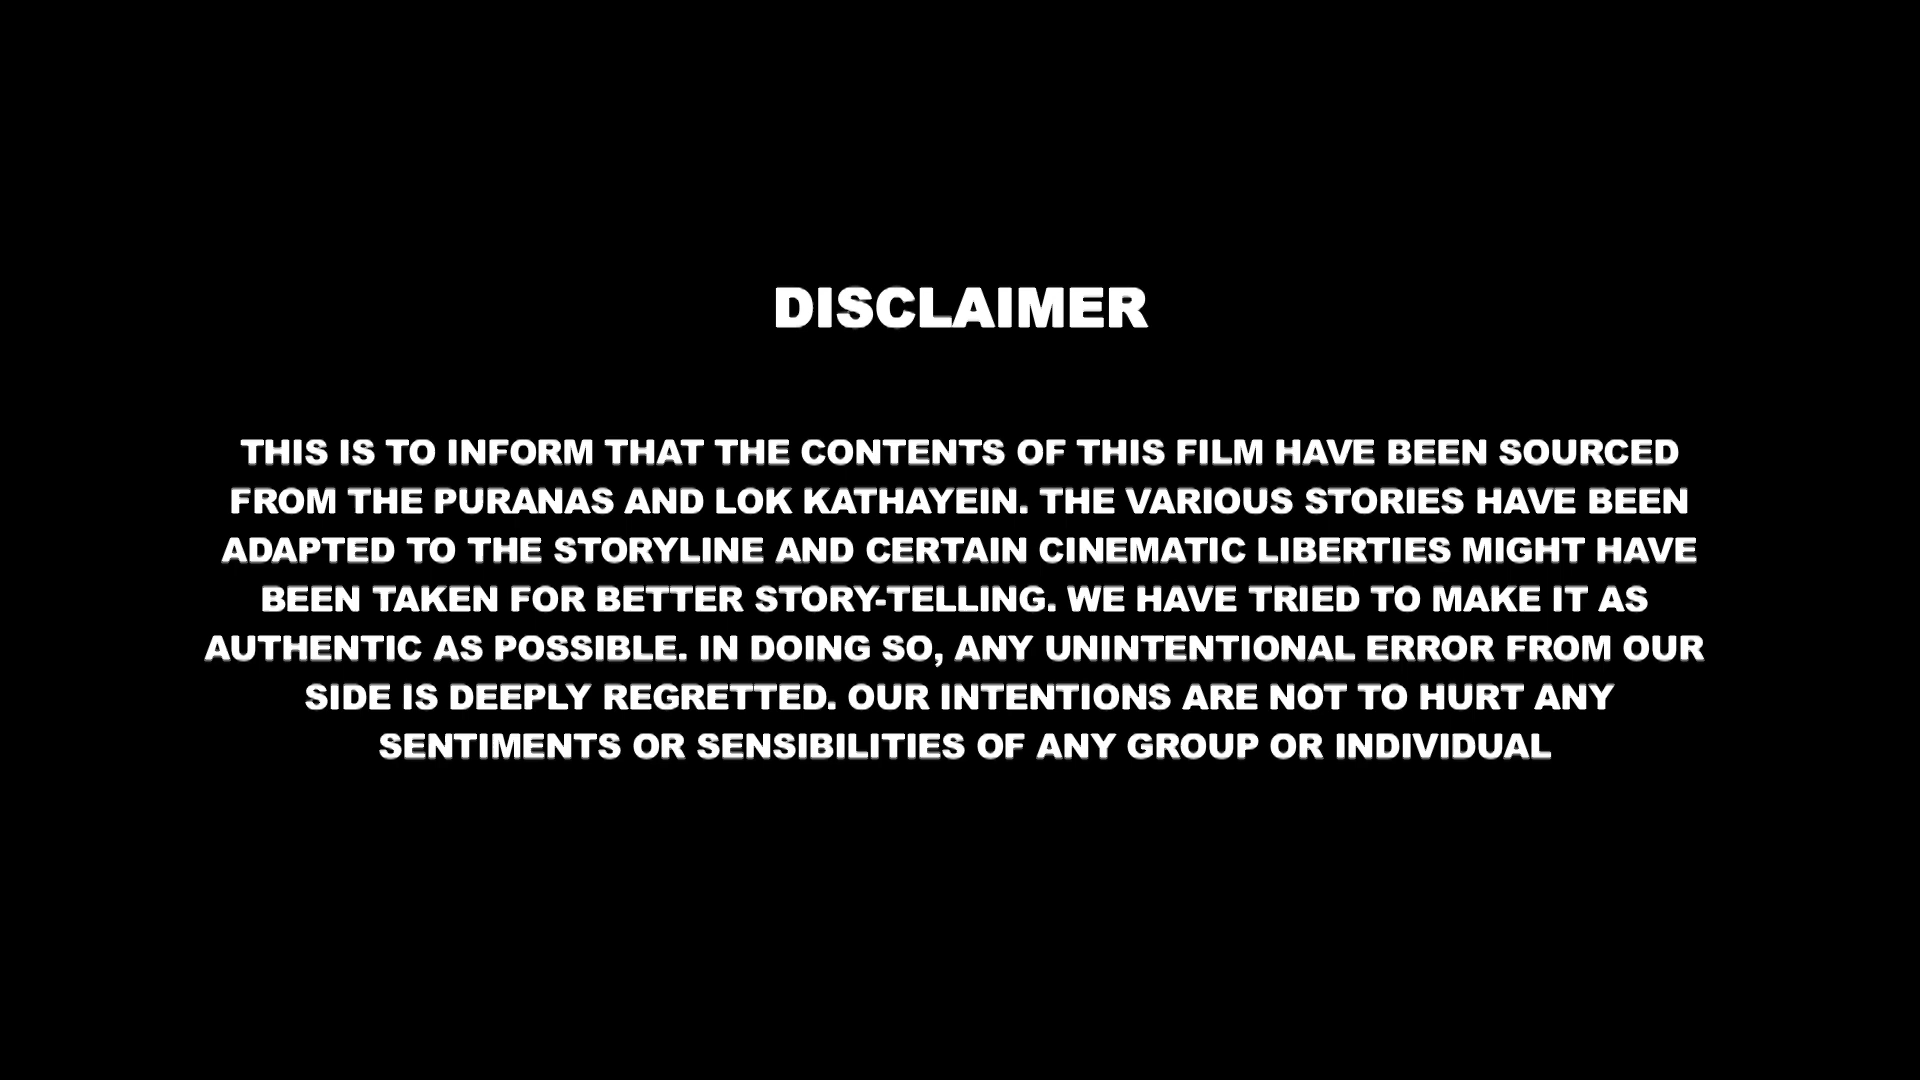 DISCLAIMER
THIS IS TO INFORM THAT THE CONTENTS OF THIS FILM HAVE BEEN SOURCED
FROM THE PURANAS AND LOK KATHAYEIN. THE VARIOUS STORIES HAVE BEEN
ADAPTED TO THE STORYLINE AND CERTAIN CINEMATIC LIBERTIES MIGHT HAVE
BEEN TAKEN FOR BETTER STORY-TELLING. WE HAVE TRIED TO MAKE IT AS
AUTHENTIC AS POSSIBLE. IN DOING SO, ANY UNINTENTIONAL ERROR FROM OUR
SIDE IS DEEPLY REGRETTED. OUR INTENTIONS ARE NOT TO HURT ANY
SENTIMENTS OR SENSIBILITIES OF ANY GROUP OR INDIVIDUAL